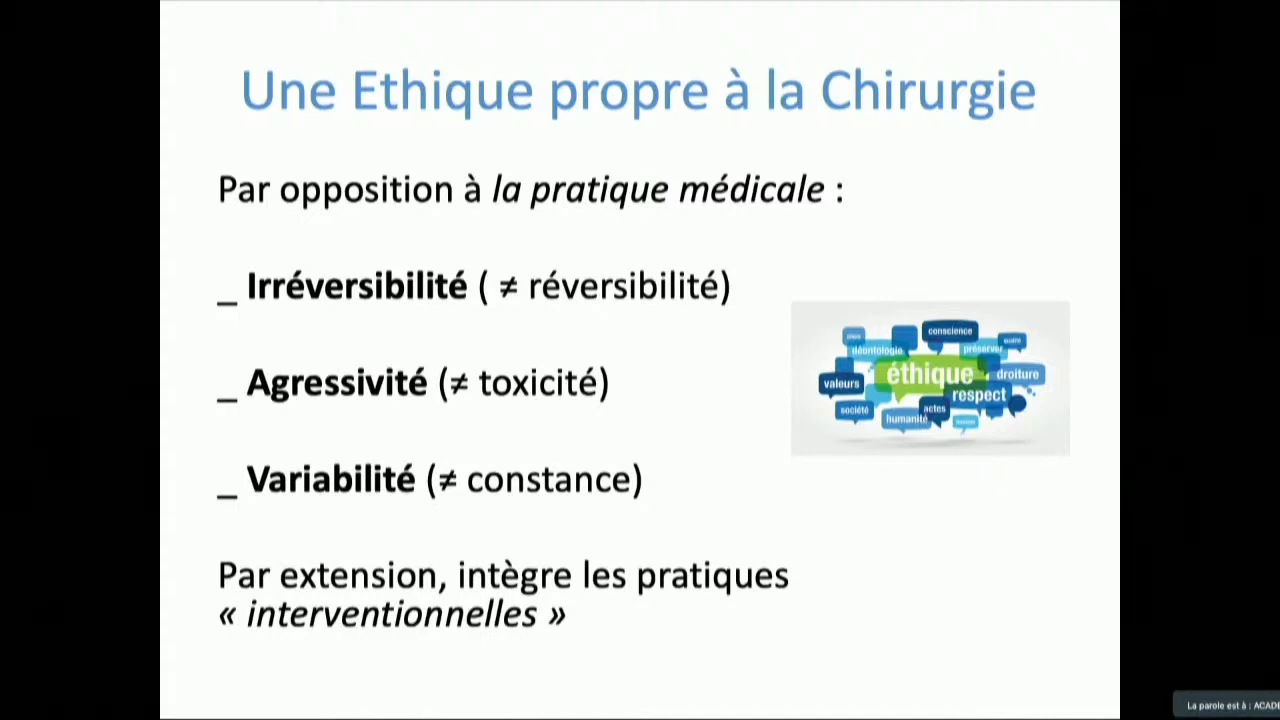 Une Ethique propre à la Chirurgie
Par opposition à la pratique médicale :
_ Irréversibilité ( ≠ réversibilité)
_ Agressivité (≠ toxicité)
_ Variabilité (≠ constance)
Par extension, intègre les pratiques
« interventionnelles »
conscience
déontologie
préserver
éthique
droiture
valeurs
respect
société
actes
humanité
La parole est à : ACADE